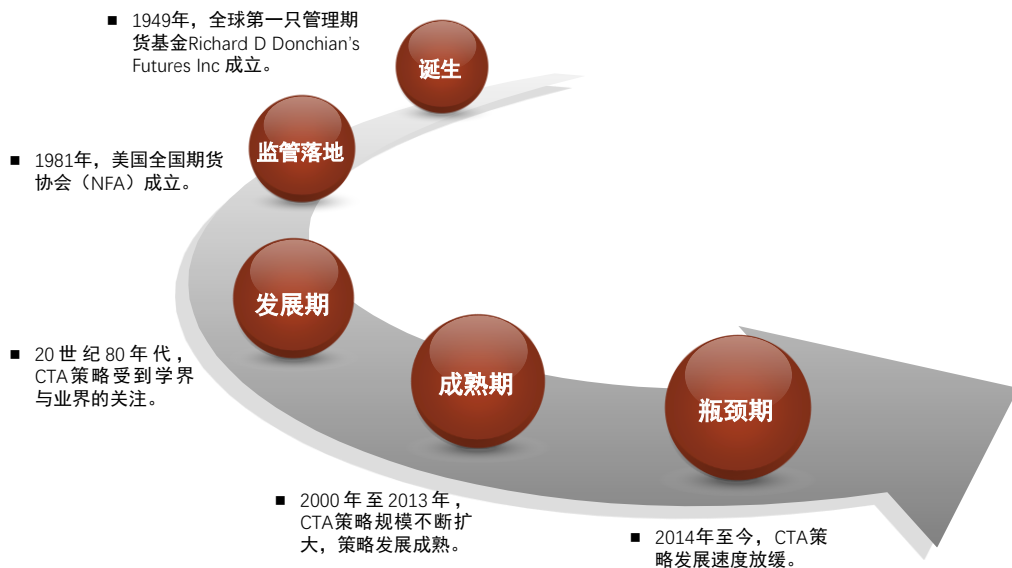 ■ 1949年，全球第一只管理期
货基金Richard D Donchian's
Futures Inc 成立。
诞生
监管落地
■ 1981年，美国全国期货
协会（NFA）成立。
发展期
■ 20世纪80年代，
CTA策略受到学界
与业界的关注。
成熟期
瓶颈期
■ 2000年至2013年，
CTA策略规模不断扩
大，策略发展成熟。
■ 2014年至今，CTA策
略发展速度放缓。